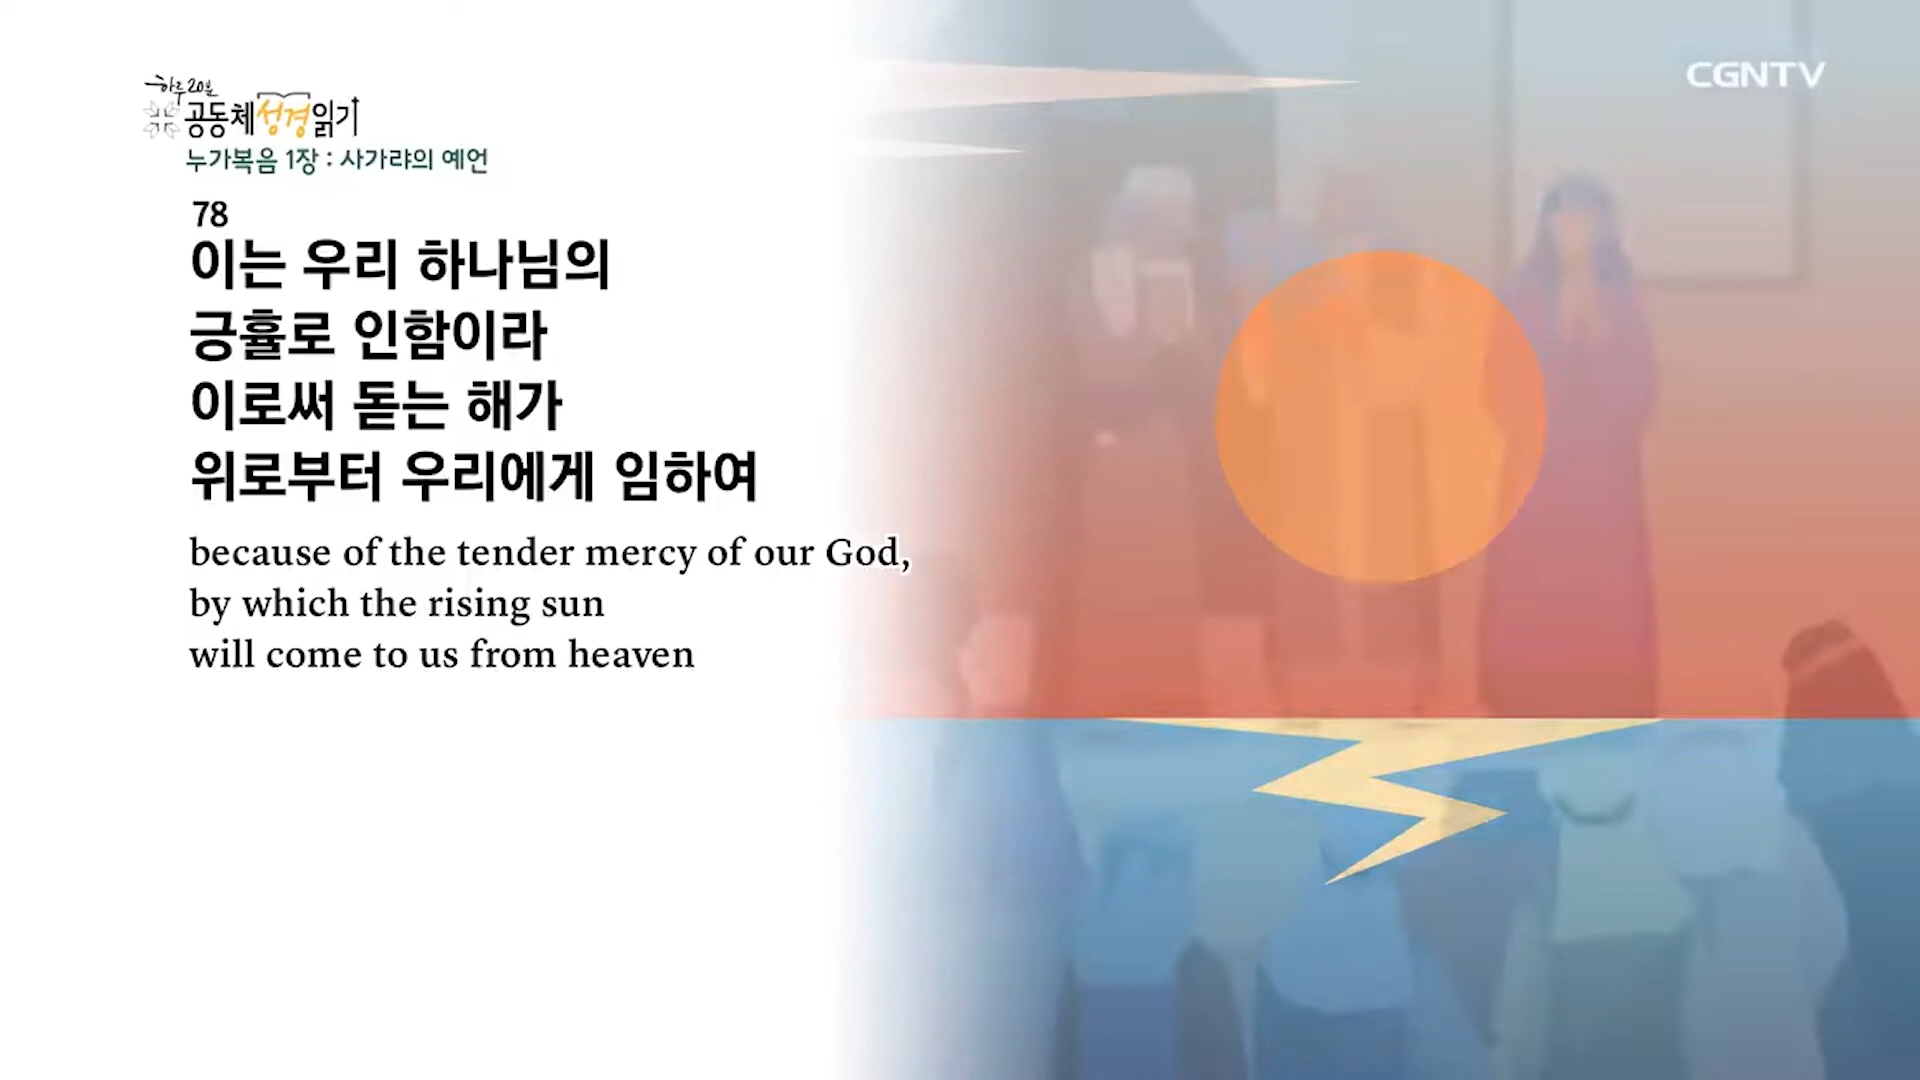 하루 20분
공동체성경읽기
CGNTV
누가복음 1장 : 사가랴의 예언
78
이는 우리 하나님의
긍휼로 인함이라
이로써 돋는 해가
위로부터 우리에게 임하여
because of the tender mercy of our God,
by which the rising sun
will come to us from heaven